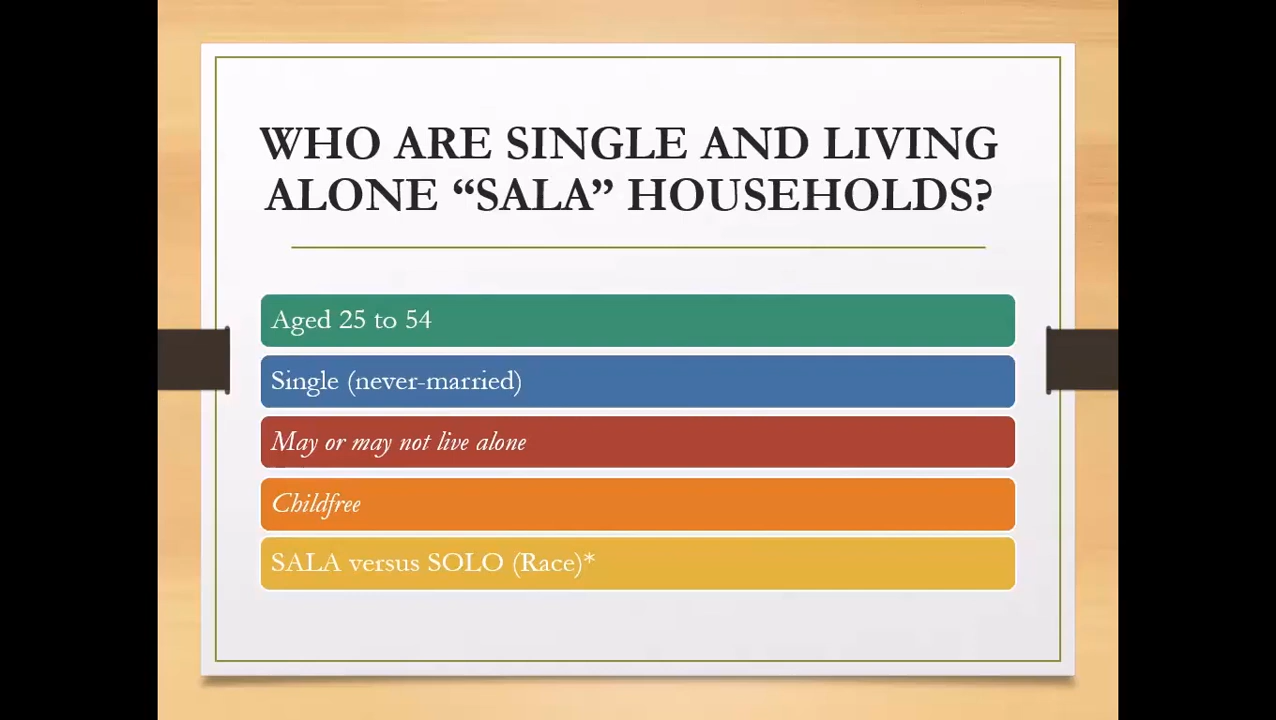 WHO ARE SINGLE AND LIVING
ALONE “SALA” HOUSEHOLDS?
Aged 25 to 54
Single (never-married)
May or may not live alone
Childfree
SALA versus SOLO (Race)*